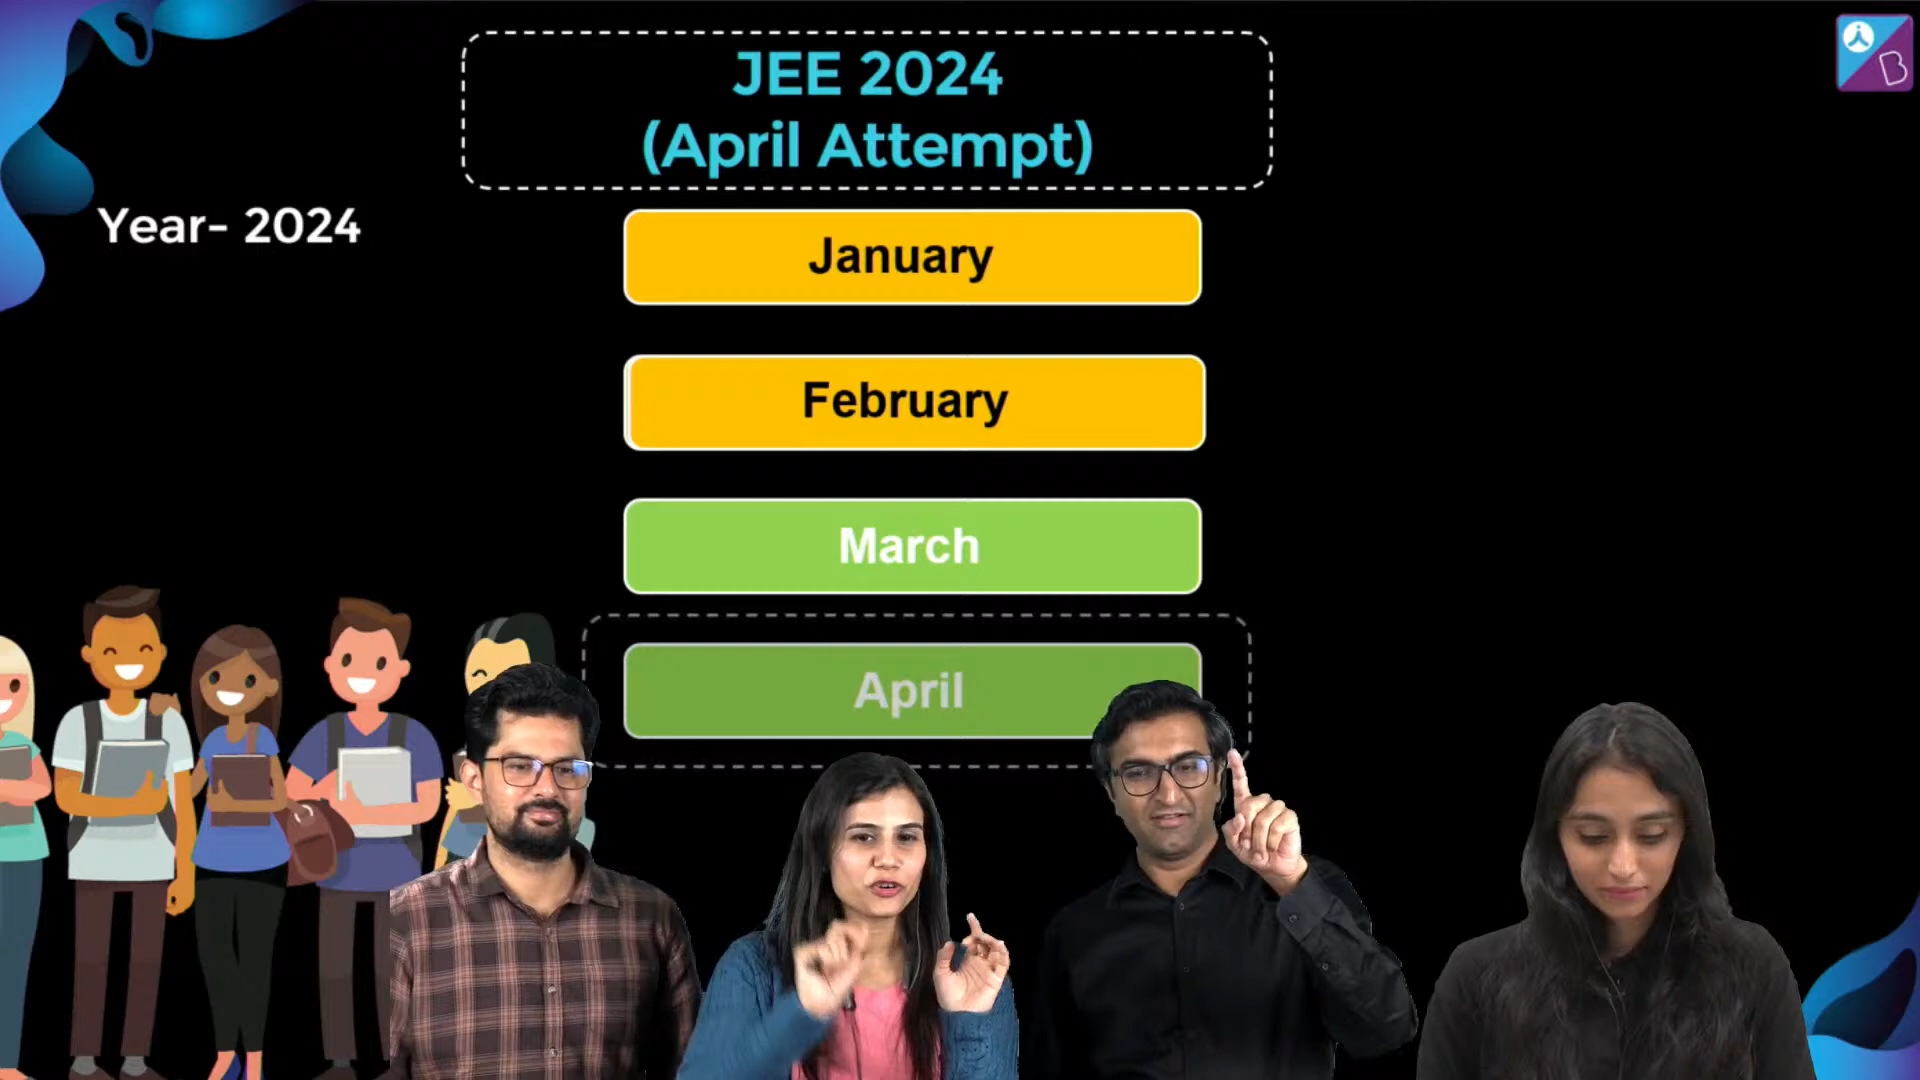 JEE 2024
(April Attempt)
Year- 2024
January
February
March
April
B